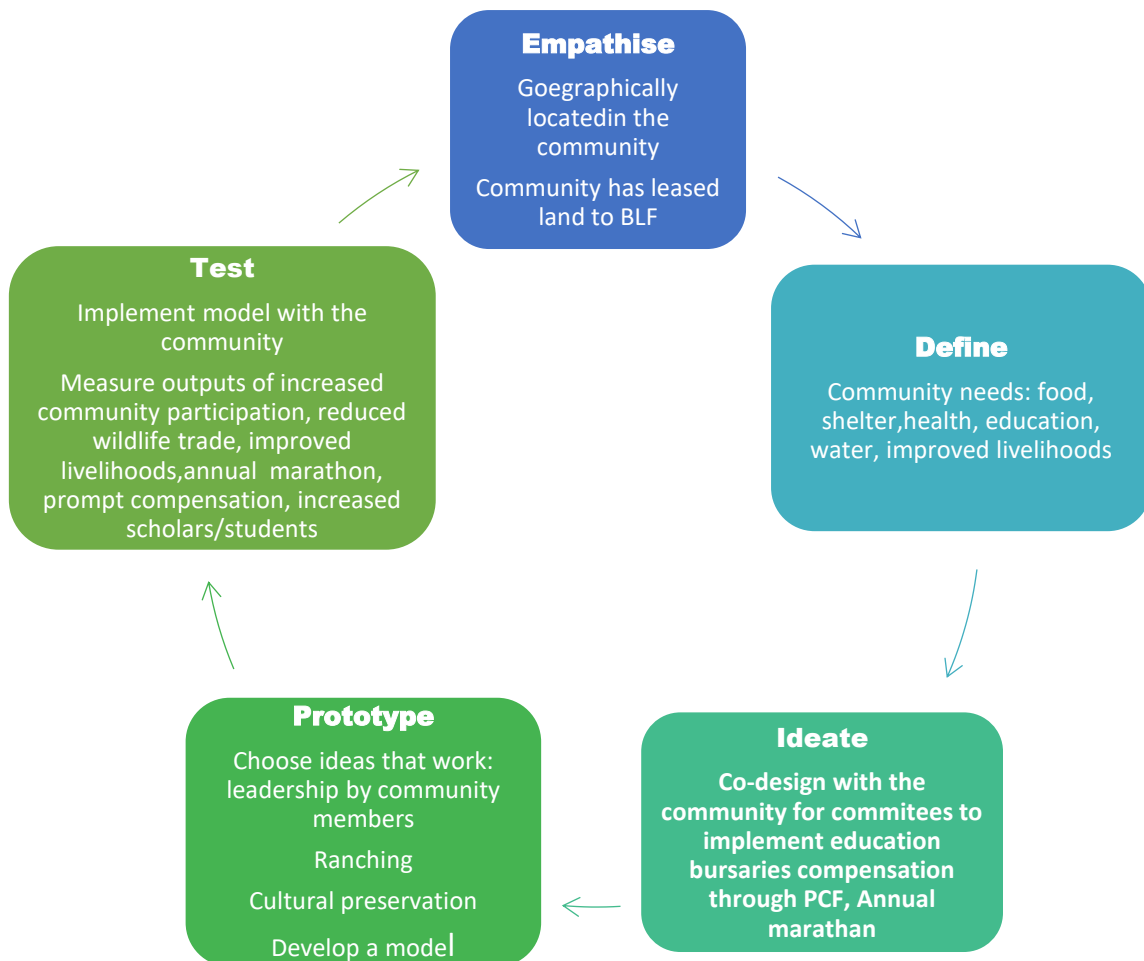 Empathise
Goegraphically
locatedin the
community
Community has leased
land to BLF
Define
Community needs: food,
shelter,health, education,
water, improved livelihoods
Ideate
Co-design with the
community for commitees to
implement education
bursaries compensation
through PCF, Annual
marathan
Prototype
Choose ideas that work:
leadership by community
members
Ranching
Cultural preservation
Develop a model
Test
Implement model with the
community
Measure outputs of increased
community participation, reduced
wildlife trade, improved
livelihoods,annual marathon,
prompt compensation, increased
scholars/students